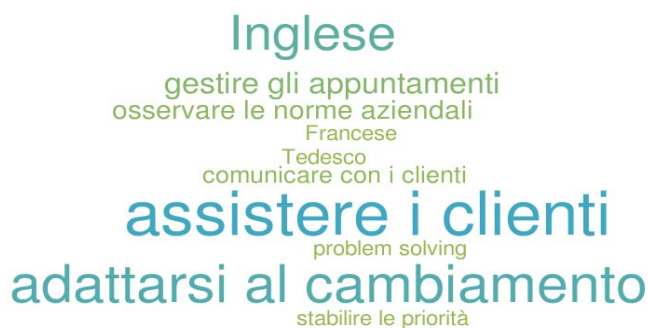 Inglese
gestire gli appuntamenti
osservare le norme aziendali
Francese
Tedesco
comunicare con i clienti
assistere i clienti
problem solving
adattarsi al cambiamento
stabilire le priorità